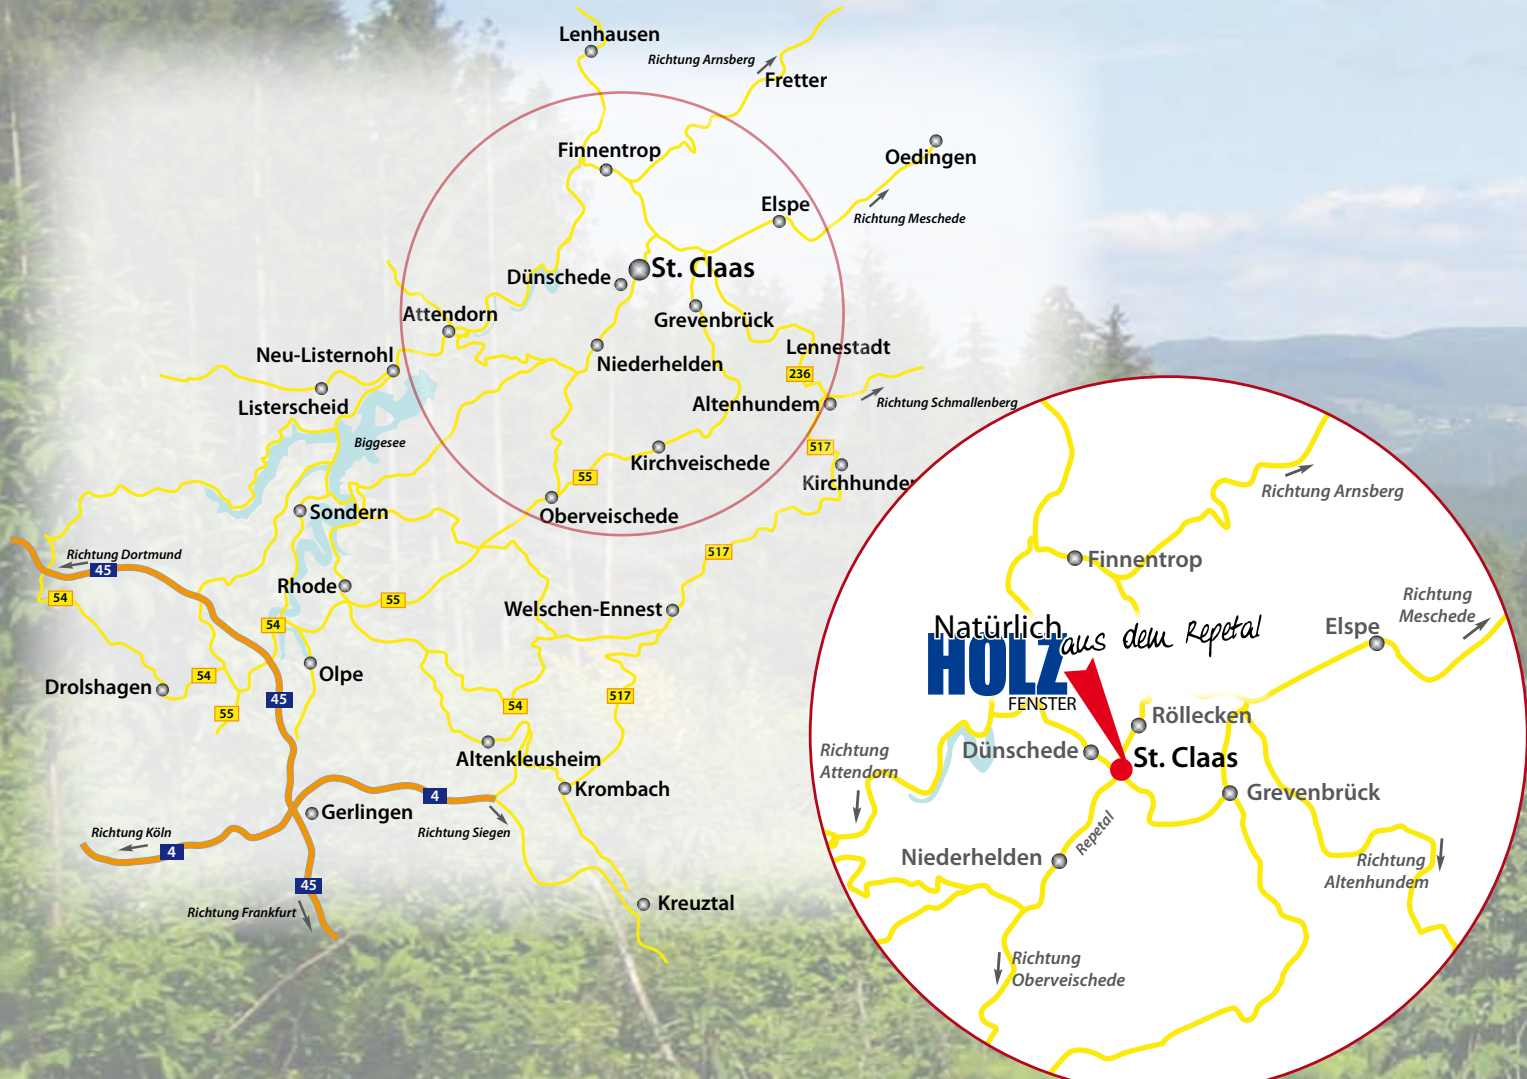 Lenhausen
Richtung Arnsberg
Fretter
Finnentrop
Oedingen
Elspe
Richtung Meschede
Dünschede
St. Claas
Attendorn
Grevenbrück
Neu-Listernohl
Niederhelden
Lennestadt
236
Listerscheid
Altenhundem
Richtung Schmallenberg
Biggesee
517
Kirchveischede
55
Kirchhunde
Sondern
Oberveischede
Richtung Dortmund
45
517
54
Rhode
55
Welschen-Ennest
54
Olpe
54
Drolshagen
45
517
55
54
Altenkleusheim
Krombach
4
Gerlingen
Richtung Köln
Richtung Siegen
4
45
Richtung Frankfurt
Kreuztal
Richtung Arnsberg
Finnentrop
Richtung
Meschede
Natürlich
aus dem Repetal
HOLZ
FENSTER
Elspe
Röllecken
Richtung
Attendorn
Dünschede
St. Claas
Grevenbrück
Repetal
Niederhelden
Richtung
Altenhundem
Richtung
Oberveischede